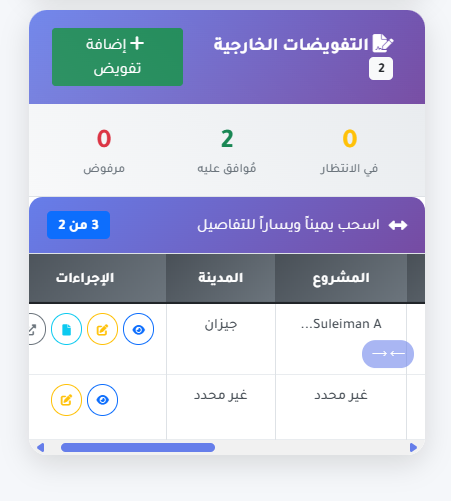 التفويضات الخارجية
2
إضافة
تفويض
0
في الانتظار
2
مُوافق عليه
0
مرفوض
اسحب يميناً ويساراً للتفاصيل
3 من 2
المشروع المدينة الإجراءات
Suleiman A... جيزان
← →
غير محدد غير محدد